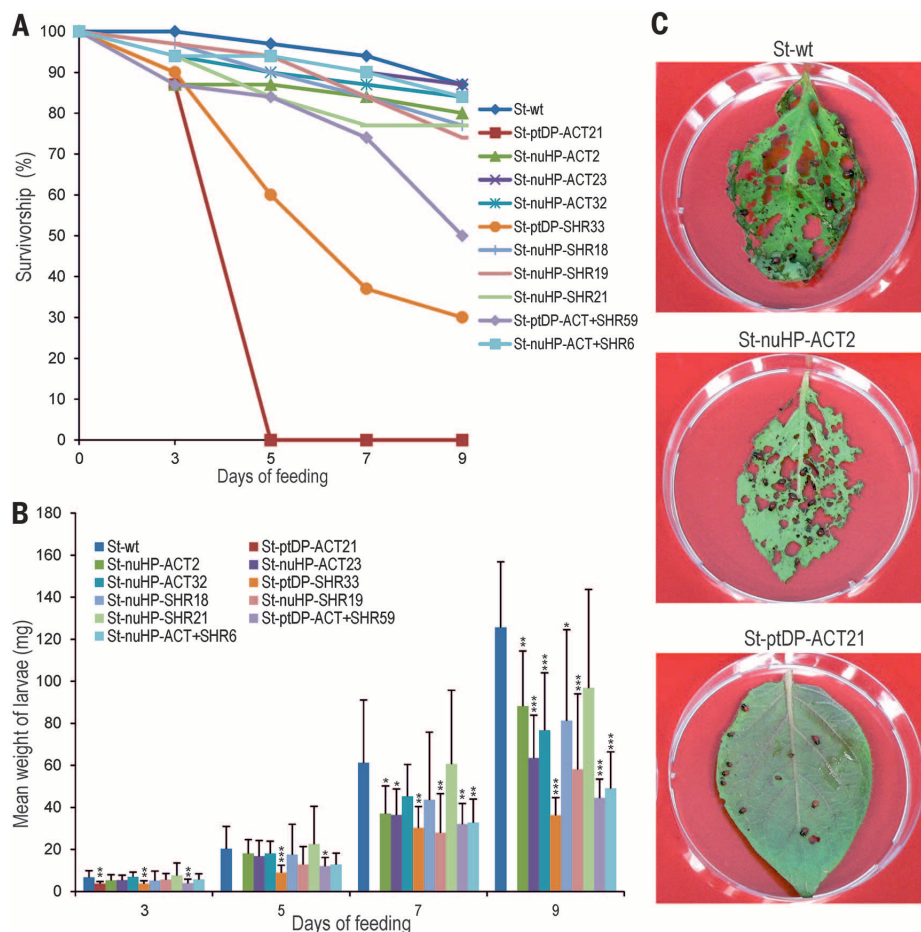 A
100
90
80
70
60
50
40
30
20
10
0
Survivorship (%)
0 3 5 7 9
Days of feeding
St-wt
St-ptDP-ACT21
St-nuHP-ACT2
St-nuHP-ACT23
St-nuHP-ACT32
St-ptDP-SHR33
St-nuHP-SHR18
St-nuHP-SHR19
St-nuHP-SHR21
St-ptDP-ACT+SHR59
St-nuHP-ACT+SHR6
B
180
160
140
120
100
80
60
40
20
0
Mean weight of larvae (mg)
St-wt St-ptDP-ACT21
St-nuHP-ACT2 St-nuHP-ACT23
St-nuHP-ACT32 St-ptDP-SHR33
St-nuHP-SHR18 St-nuHP-SHR19
St-nuHP-SHR21 St-ptDP-ACT+SHR59
St-nuHP-ACT+SHR6
** ** **
*** *
* * ** ** ** **
** *** *** *** * *** *** ***
3 5 7 9
Days of feeding
C
St-wt
St-nuHP-ACT2
St-ptDP-ACT21